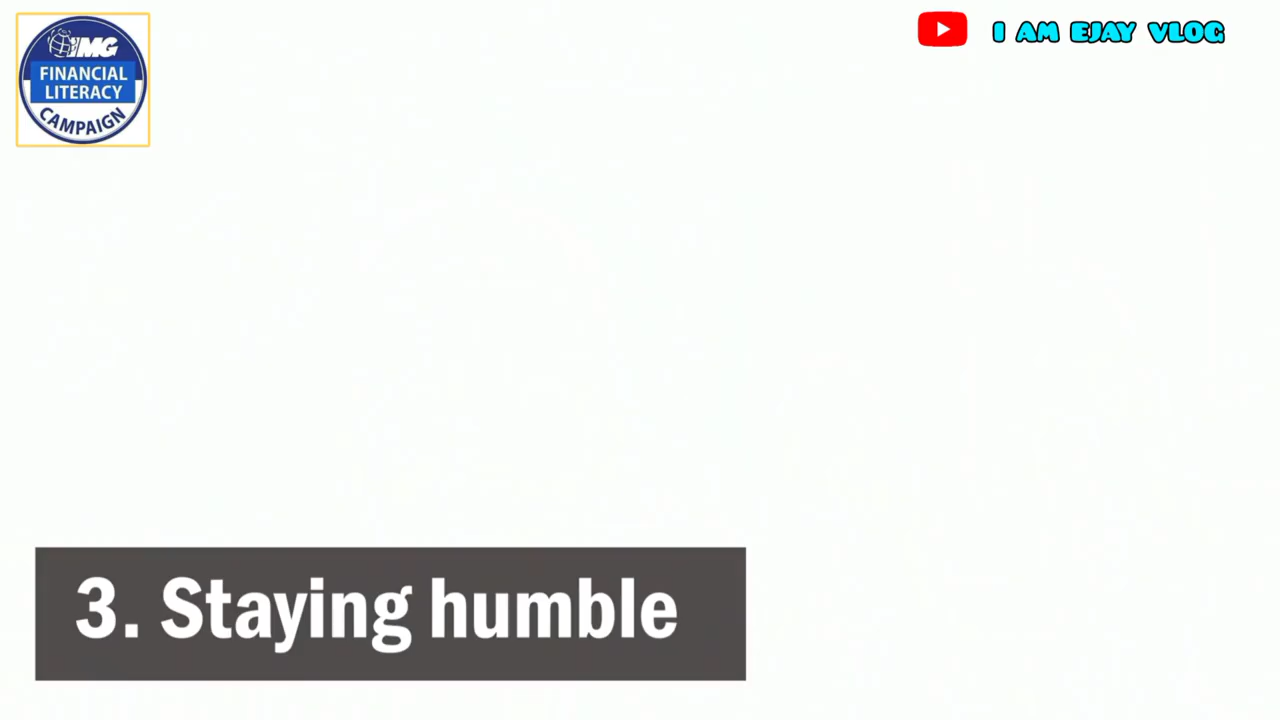 IMG
FINANCIAL
LITERACY
CAMPAIGN
I AM EJAY VLOG
3. Staying humble